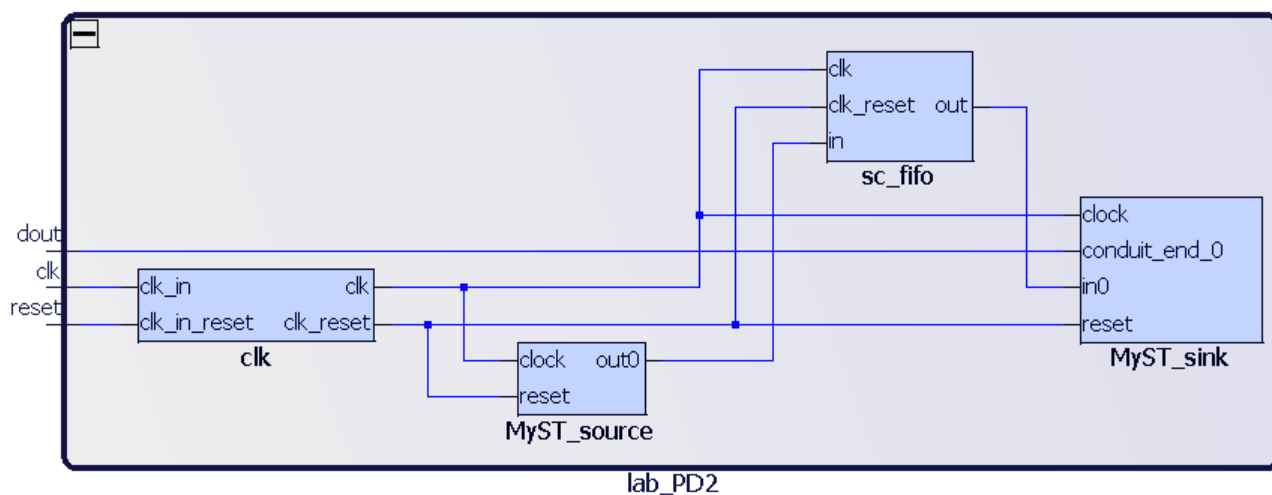 clk
clk_reset out
in
sc_fifo
clock
dout
conduit_end_0
clk
clk_in clk
in0
reset
clk_in_reset clk_reset
reset
clk
clock out0
MyST_sink
reset
MyST_source
lab_PD2